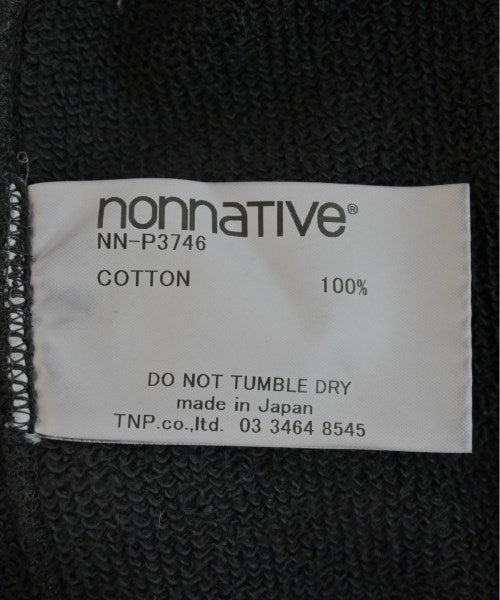 nonnaTIVe®
NN-P3746
COTTON 100%
DO NOT TUMBLE DRY
made in Japan
TNP.co.,ltd. 03 3464 8545